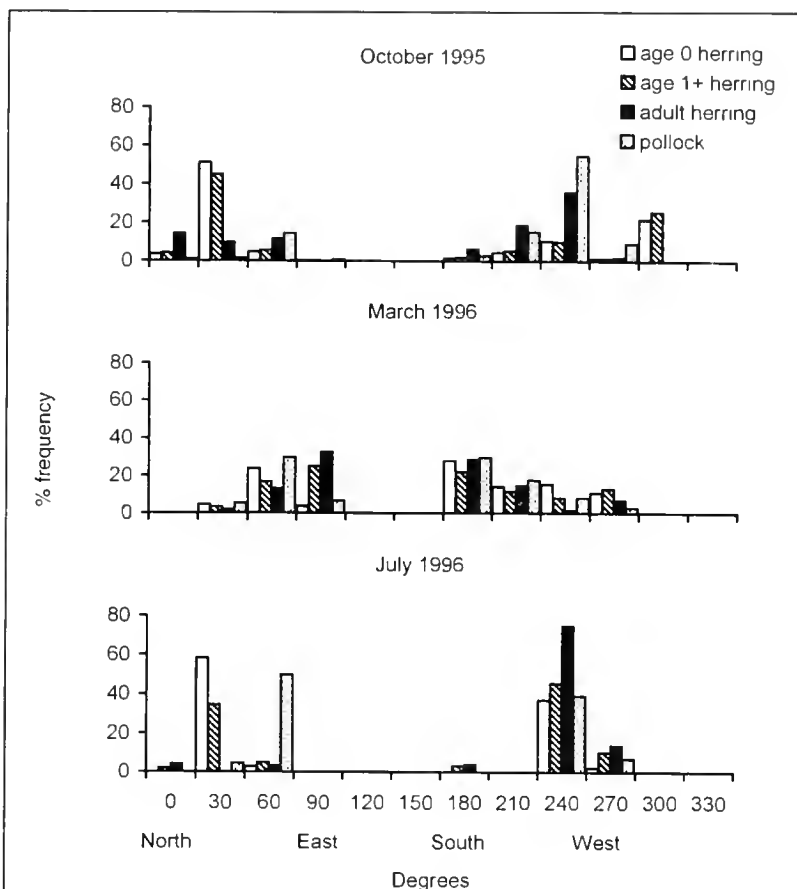 October 1995
age 0 herring
age 1+ herring
adult herring
pollock
80
60
40
20
0
March 1996
% frequency
80
60
40
20
0
July 1996
80
60
40
20
0
0 30 60 90 120 150 180 210 240 270 300 330
North East South West
Degrees